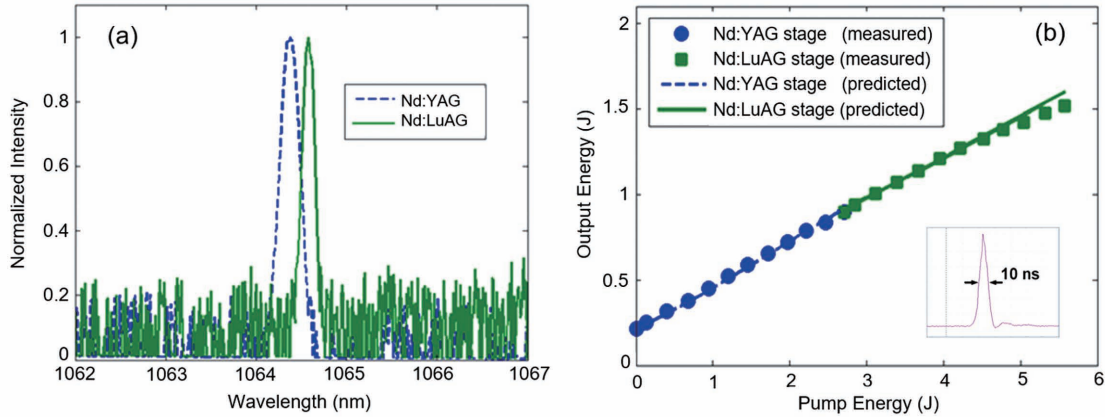 (a)
Normalized Intensity
1
0.8
0.6
0.4
0.2
0
Nd:YAG
Nd:LuAG
1062
1063
1064
1065
1066
1067
Wavelength (nm)
(b)
Output Energy (J)
2
1.5
1
0.5
0
Nd:YAG stage (measured)
Nd:LuAG stage (measured)
Nd:YAG stage (predicted)
Nd:LuAG stage (predicted)
10 ns
0
1
2
3
4
5
6
Pump Energy (J)